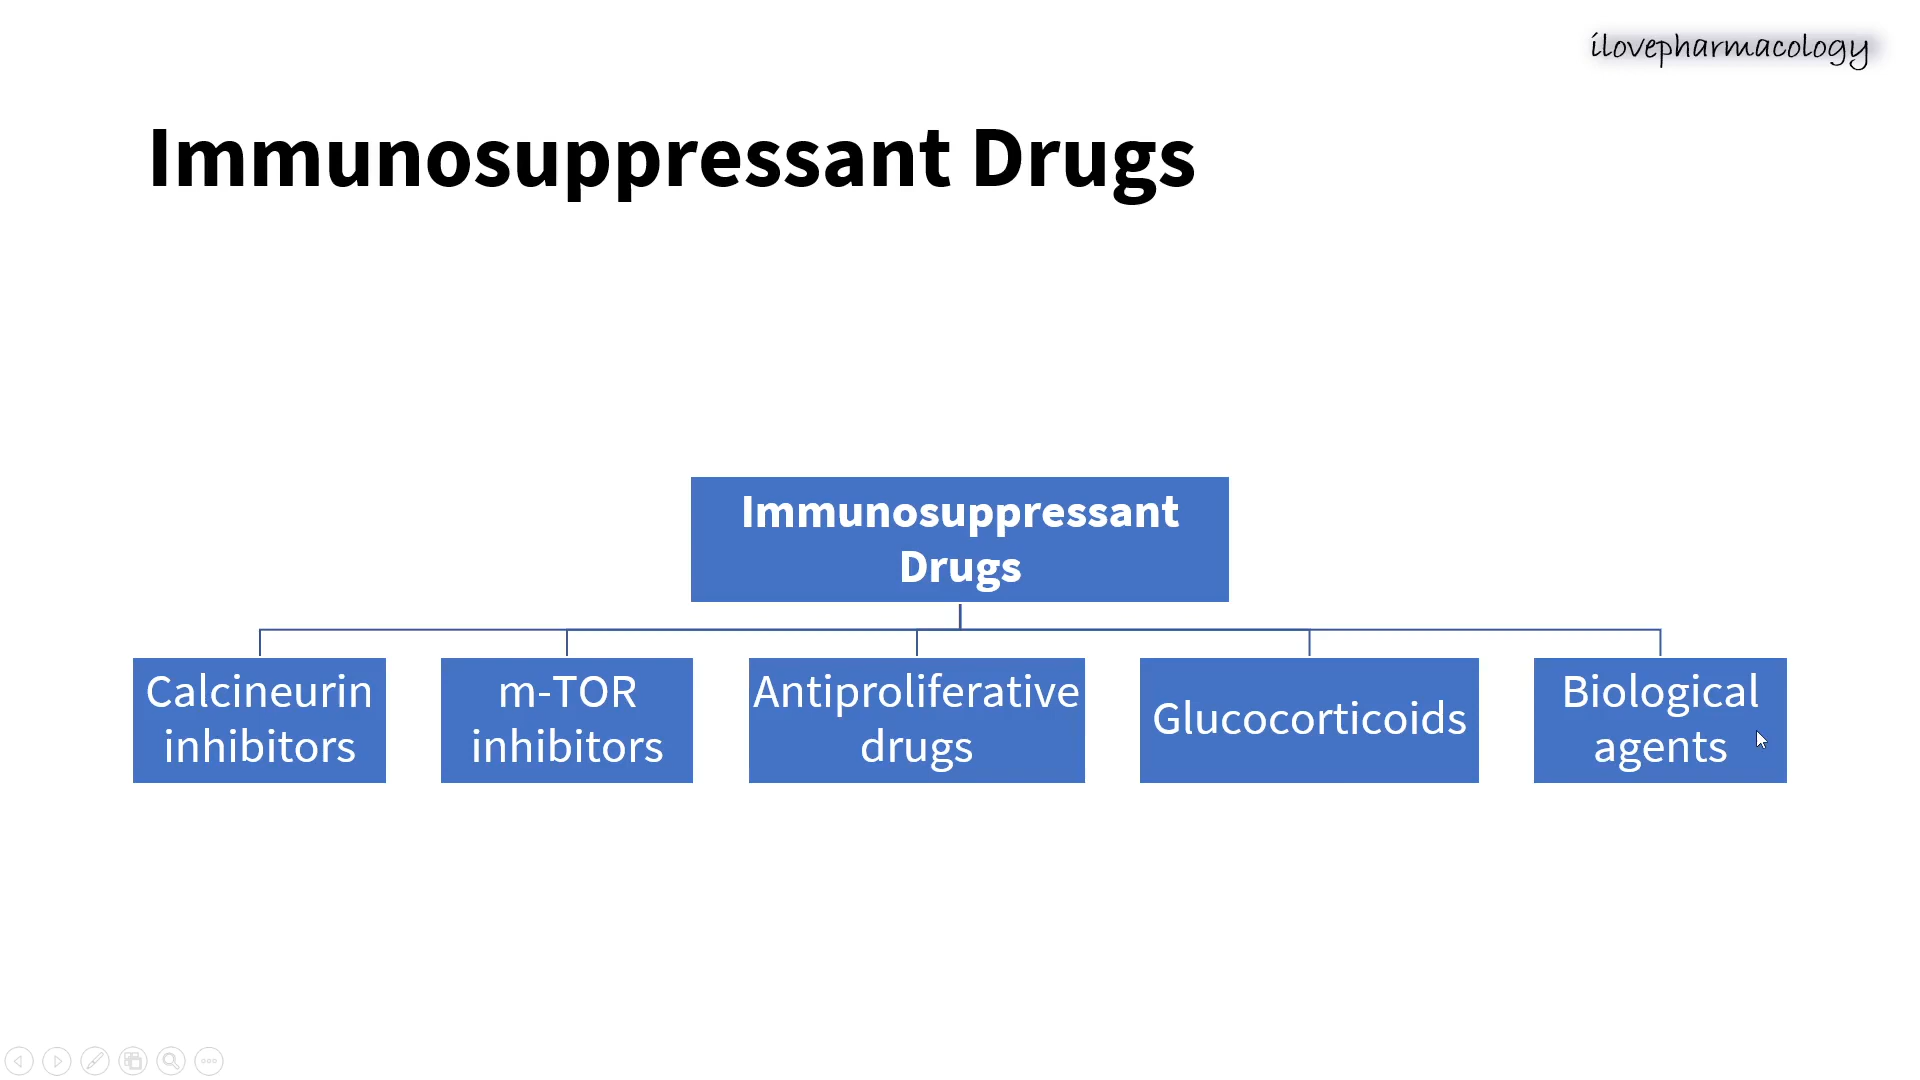 ilovepharmacology
Immunosuppressant Drugs
Immunosuppressant
Drugs
Calcineurin
inhibitors
m-TOR
inhibitors
Antiproliferative
drugs
Glucocorticoids
Biological
agents